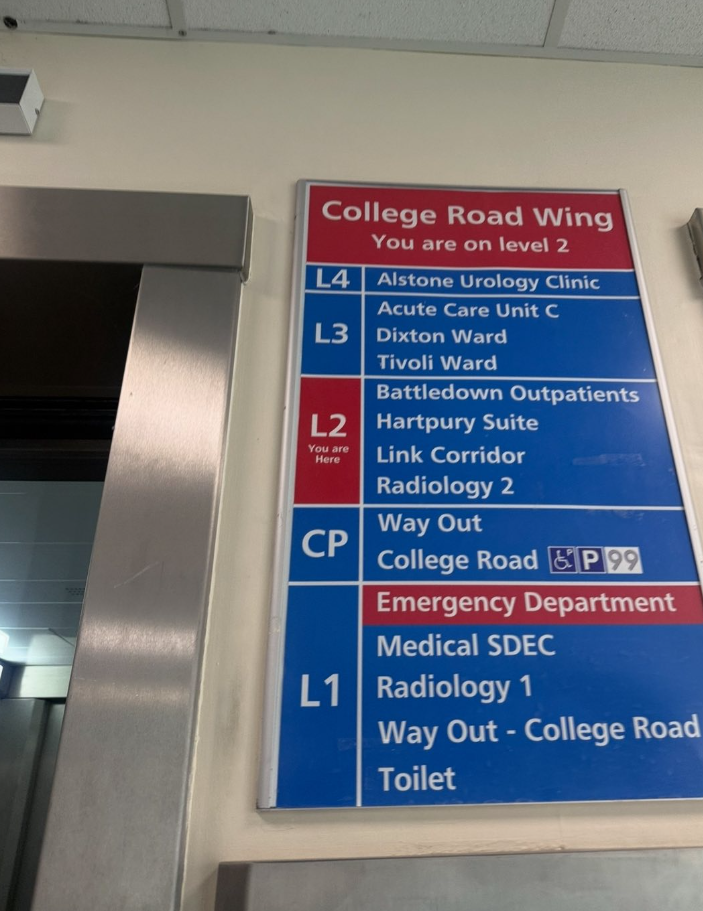 College Road Wing
You are on level 2
L4 Alstone Urology Clinic
L3
Acute Care Unit C
Dixton Ward
Tivoli Ward
L2
You are
Here
Battledown Outpatients
Hartpury Suite
Link Corridor
Radiology 2
CP
Way Out
College Road P 99
L1
Emergency Department
Medical SDEC
Radiology 1
Way Out - College Road
Toilet